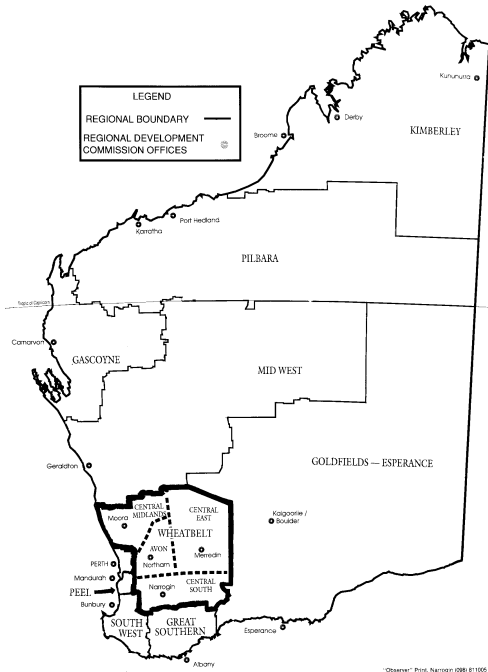 Kununurra
LEGEND
REGIONAL BOUNDARY
REGIONAL DEVELOPMENT
COMMISSION OFFICES
Derby
Broome
KIMBERLEY
Port Hedland
Karratha
PILBARA
Tropic of Capricorn
Carnarvon
GASCOYNE
MID WEST
Geraldton
GOLDFIELDS — ESPERANCE
CENTRAL
MIDLANDS
CENTRAL
EAST
Moora
Kalgoorlie /
Boulder
WHEATBELT
AVON
Northam
Merredin
PERTH
Mandurah
PEEL
Narrogin
CENTRAL
SOUTH
Bunbury
SOUTH
WEST
GREAT
SOUTHERN
Esperance
Albany
"Observer" Print, Narrogin (098) 811005